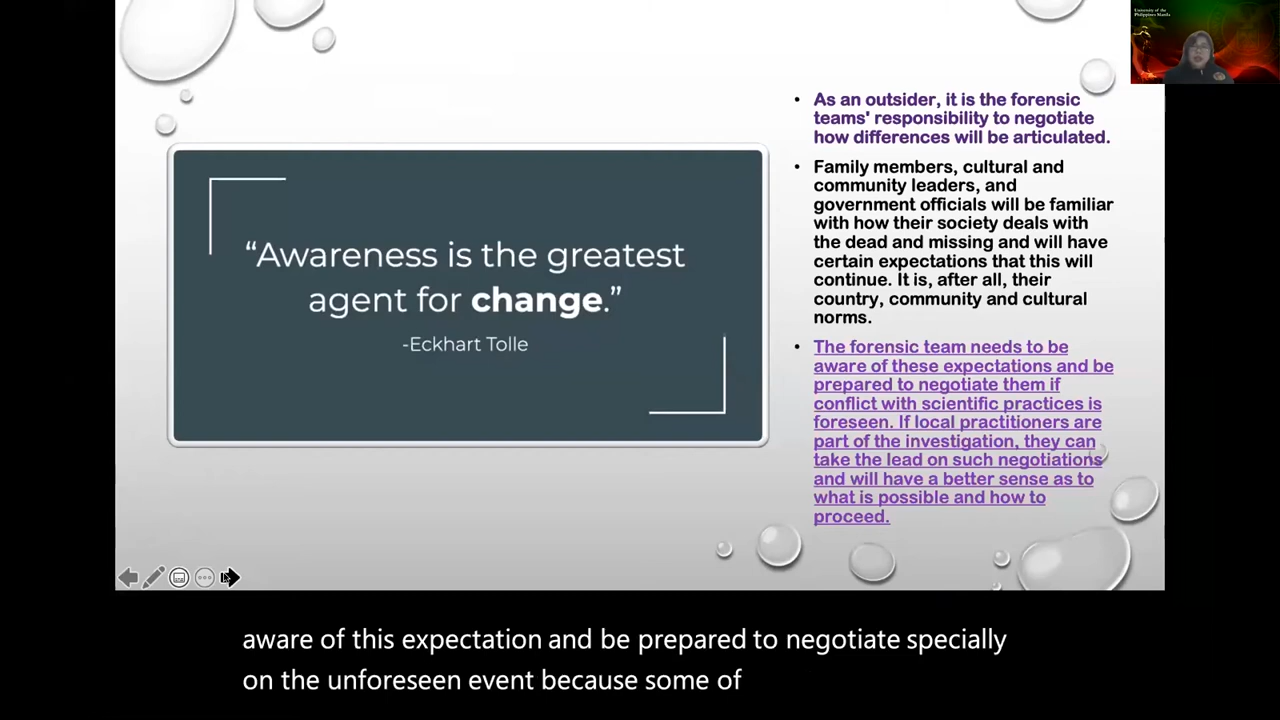 University of the
Philippines Manila
As an outsider, it is the forensic
teams' responsibility to negotiate
how differences will be articulated.
Family members, cultural and
community leaders, and
government officials will be familiar
with how their society deals with
the dead and missing and will have
certain expectations that this will
continue. It is, after all, their
country, community and cultural
norms.
The forensic team needs to be
aware of these expectations and be
prepared to negotiate them if
conflict with scientific practices is
foreseen. If local practitioners are
part of the investigation, they can
take the lead on such negotiations
and will have a better sense as to
what is possible and how to
proceed.
“Awareness is the greatest
agent for change.”
-Eckhart Tolle
aware of this expectation and be prepared to negotiate specially
on the unforeseen event because some of